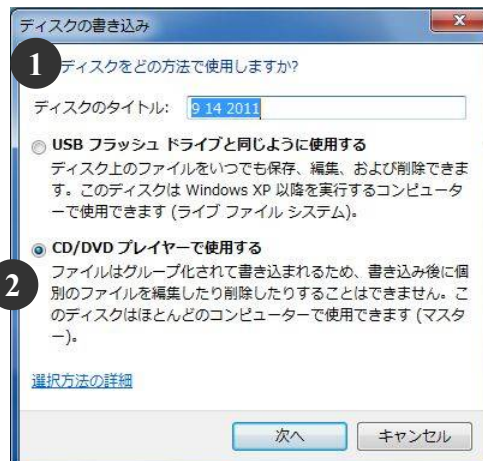 ディスクの書き込み
1
ディスクをどの方法で使用しますか?
ディスクのタイトル: 9 14 2011
USB フラッシュ ドライブと同じように使用する
ディスク上のファイルをいつでも保存、編集、および削除できま
す。このディスクは Windows XP 以降を実行するコンピュータ
ーで使用できます (ライブ ファイル システム)。
CD/DVD プレイヤーで使用する
2
ファイルはグループ化されて書き込まれるため、書き込み後に個
別のファイルを編集したり削除したりすることはできません。こ
のディスクはほとんどのコンピューターで使用できます (マスタ
ー)。
選択方法の詳細
次へ
キャンセル